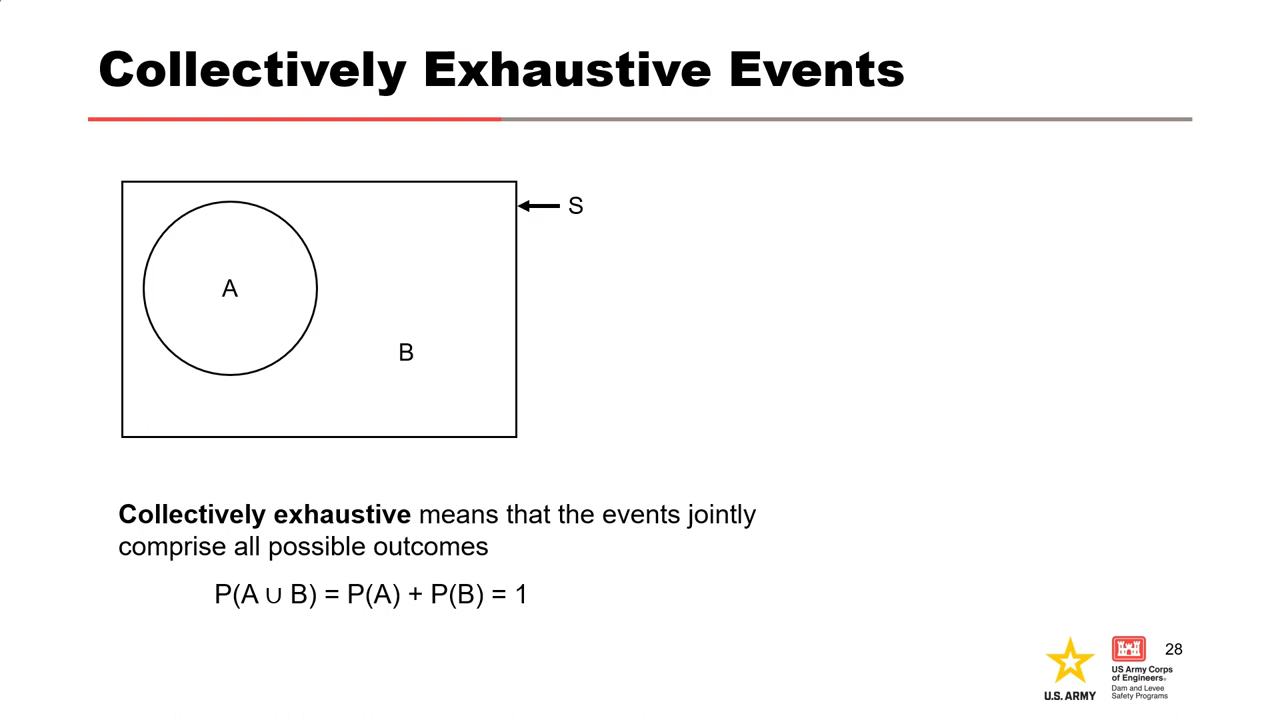 Collectively Exhaustive Events
S
A
B
Collectively exhaustive means that the events jointly
comprise all possible outcomes
P(A ∪ B) = P(A) + P(B) = 1
28
U.S. ARMY
US Army Corps
of Engineers®
Dam and Levee
Safety Programs